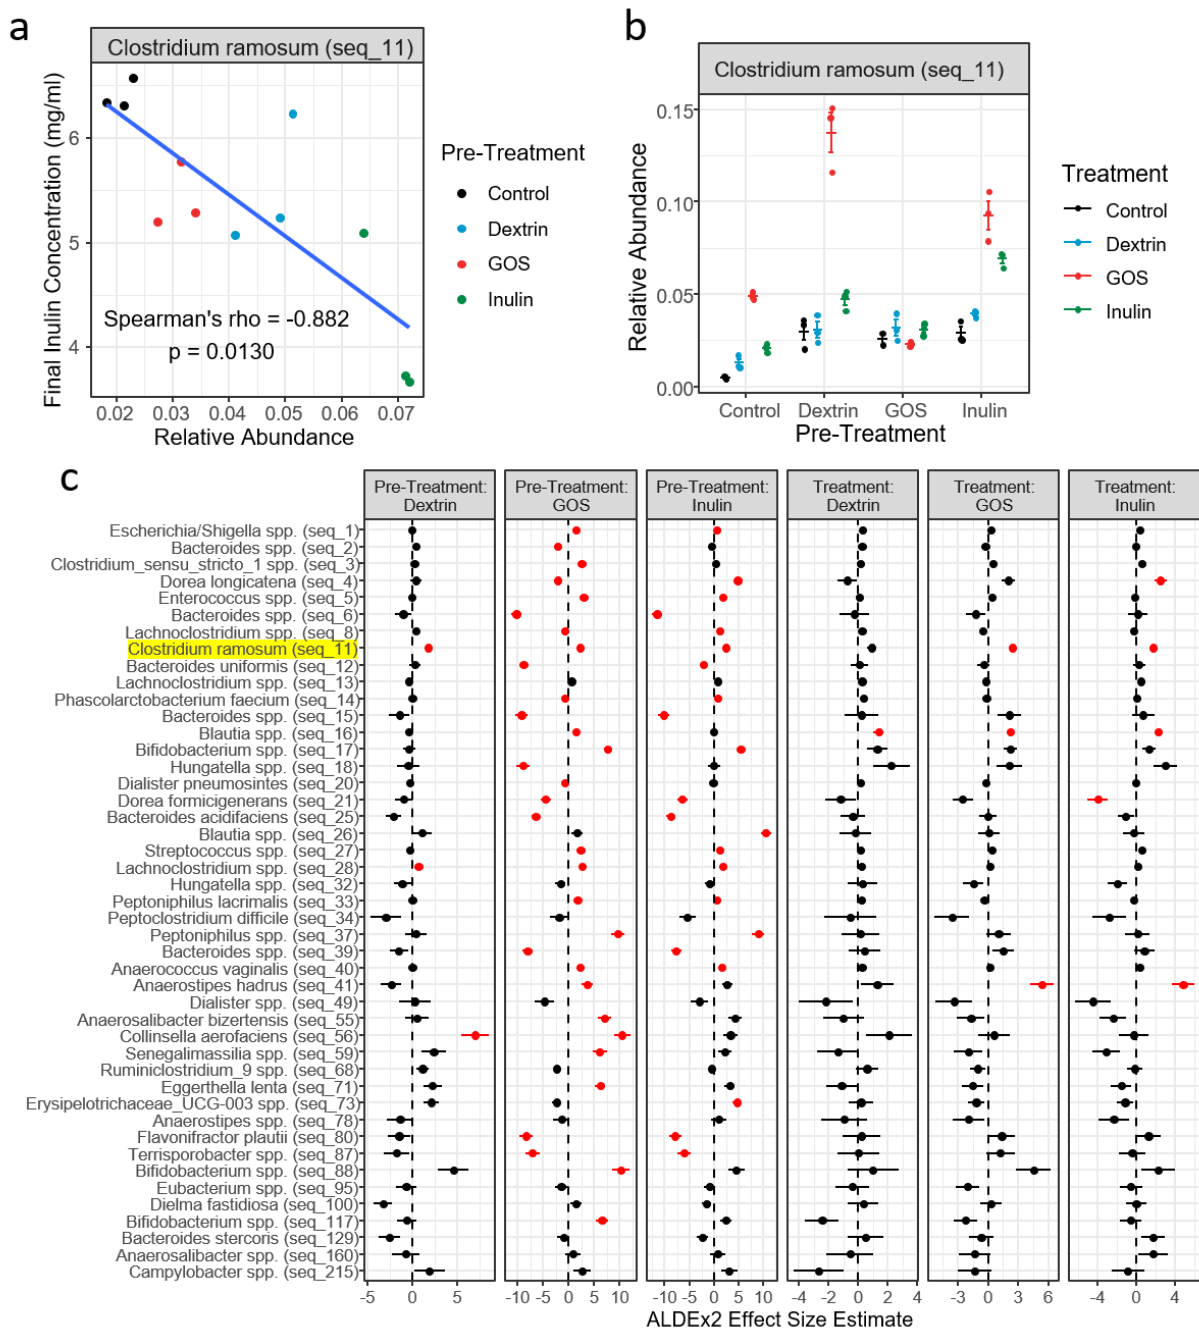 a
Clostridium ramosum (seq_11)
Final Inulin Concentration (mg/ml)
6
5
4
Spearman's rho = -0.882
p = 0.0130
0.02 0.03 0.04 0.05 0.06 0.07
Relative Abundance
Pre-Treatment
Control
Dextrin
GOS
Inulin
b
Clostridium ramosum (seq_11)
Relative Abundance
0.15
0.10
0.05
0.00
Control Dextrin GOS Inulin
Pre-Treatment
Treatment
Control
Dextrin
GOS
Inulin
c
Pre-Treatment:
Dextrin
Pre-Treatment:
GOS
Pre-Treatment:
Inulin
Treatment:
Dextrin
Treatment:
GOS
Treatment:
Inulin
Escherichia/Shigella spp. (seq_1)
Bacteroides spp. (seq_2)
Clostridium_sensu_stricto_1 spp. (seq_3)
Dorea longicatena (seq_4)
Enterococcus spp. (seq_5)
Bacteroides spp. (seq_6)
Lachnoclostridium spp. (seq_8)
Clostridium ramosum (seq_11)
Bacteroides uniformis (seq_12)
Lachnoclostridium spp. (seq_13)
Phascolarctobacterium faecium (seq_14)
Bacteroides spp. (seq_15)
Blautia spp. (seq_16)
Bifidobacterium spp. (seq_17)
Hungatella spp. (seq_18)
Dialister pneumosintes (seq_20)
Dorea formicigenerans (seq_21)
Bacteroides acidifaciens (seq_25)
Blautia spp. (seq_26)
Streptococcus spp. (seq_27)
Lachnoclostridium spp. (seq_28)
Hungatella spp. (seq_32)
Peptoniphilus lacrimalis (seq_33)
Peptoclostridium difficile (seq_34)
Peptoniphilus spp. (seq_37)
Bacteroides spp. (seq_39)
Anaerococcus vaginalis (seq_40)
Anaerostipes hadrus (seq_41)
Dialister spp. (seq_49)
Anaerosalibacter bizertensis (seq_55)
Collinsella aerofaciens (seq_56)
Senegalimassilia spp. (seq_59)
Ruminiclostridium_9 spp. (seq_68)
Eggerthella lenta (seq_71)
Erysipelotrichaceae_UCG-003 spp. (seq_73)
Anaerostipes spp. (seq_78)
Flavonifractor plautii (seq_80)
Terrisporobacter spp. (seq_87)
Bifidobacterium spp. (seq_88)
Eubacterium spp. (seq_95)
Dielma fastidiosa (seq_100)
Bifidobacterium spp. (seq_117)
Bacteroides stercoris (seq_129)
Anaerosalibacter spp. (seq_160)
Campylobacter spp. (seq_215)
-5 0 5
-10 -5 0 5 10
-10 -5 0 5 10
-4 -2 0 2 4
-3 0 3 6
-4 0 4
ALDEx2 Effect Size Estimate